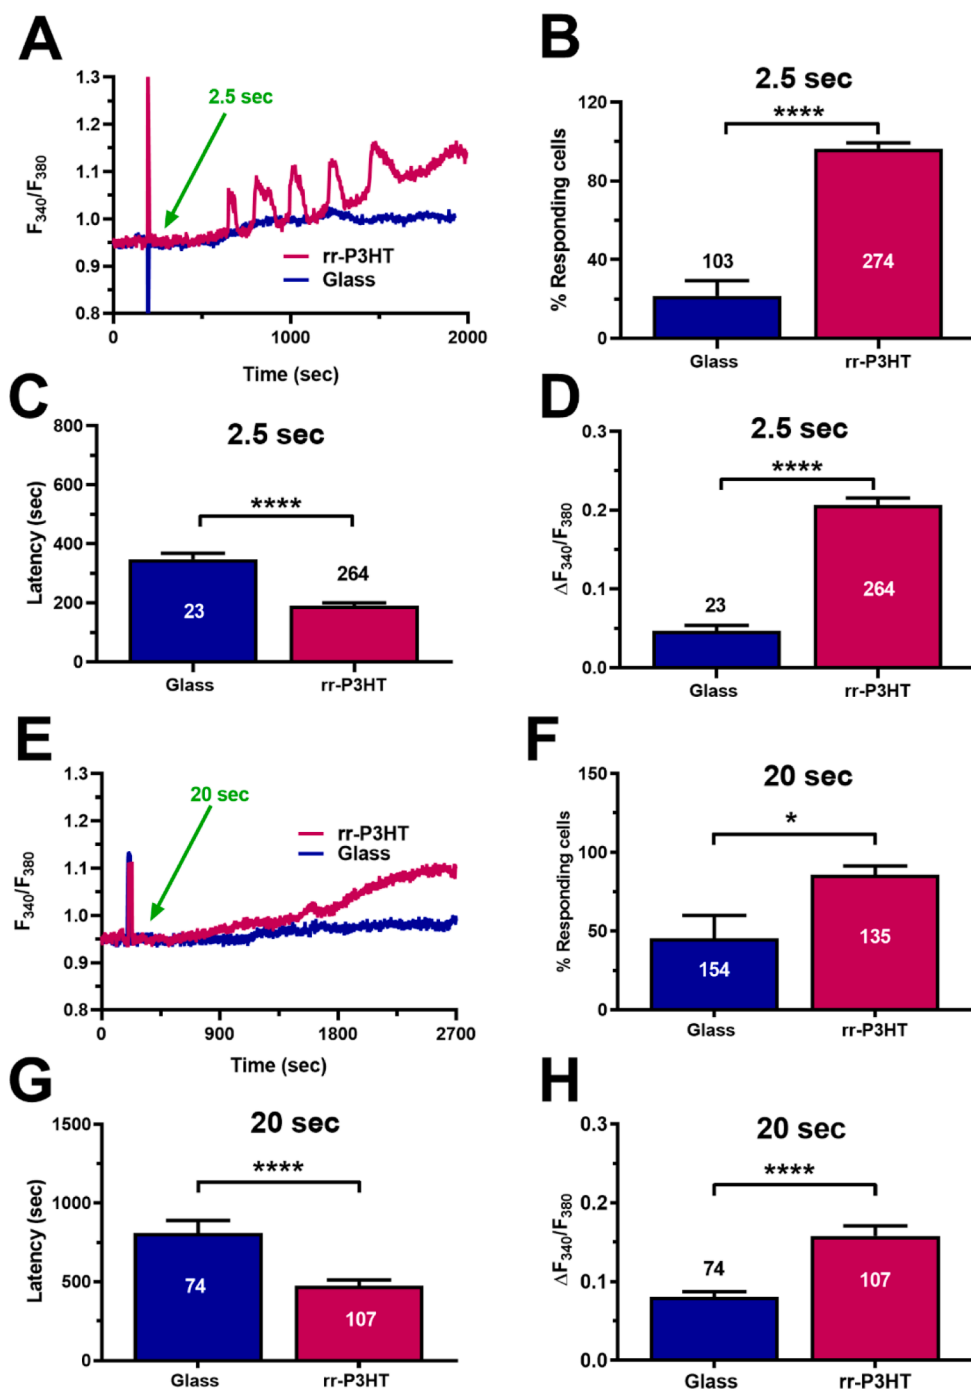 A
1.3
1.2
1.1
1.0
0.9
0.8
F340/F380
2.5 sec
rr-P3HT
Glass
0
1000
2000
Time (sec)
B
2.5 sec
****
120
80
40
0
% Responding cells
103
274
Glass
rr-P3HT
C
2.5 sec
****
800
600
400
200
0
Latency (sec)
23
264
Glass
rr-P3HT
D
2.5 sec
****
0.3
0.2
0.1
0.0
ΔF340/F380
23
264
Glass
rr-P3HT
E
1.3
1.2
1.1
1.0
0.9
0.8
F340/F380
20 sec
rr-P3HT
Glass
0
900
1800
2700
Time (sec)
F
20 sec
*
150
100
50
0
% Responding cells
154
135
Glass
rr-P3HT
G
20 sec
****
1500
1000
500
0
Latency (sec)
74
107
Glass
rr-P3HT
H
20 sec
****
0.3
0.2
0.1
0.0
ΔF340/F380
74
107
Glass
rr-P3HT